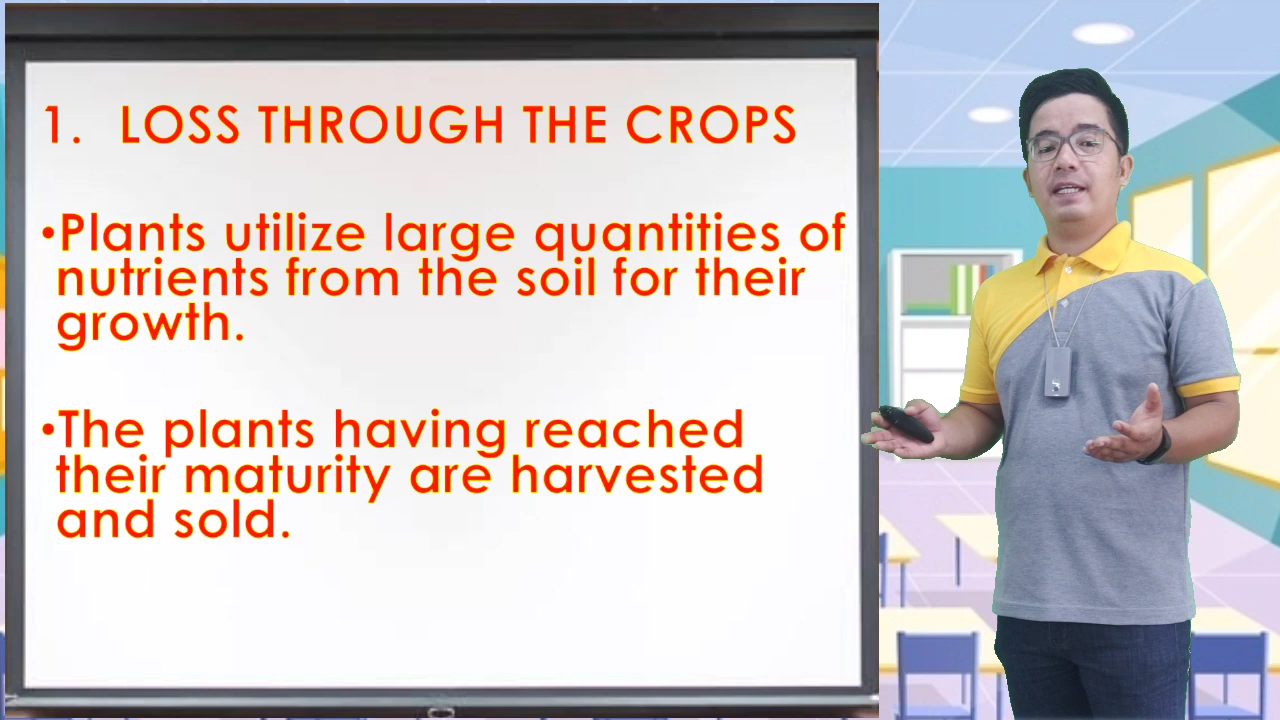 1. LOSS THROUGH THE CROPS
•Plants utilize large quantities of
nutrients from the soil for their
growth.
•The plants having reached
their maturity are harvested
and sold.